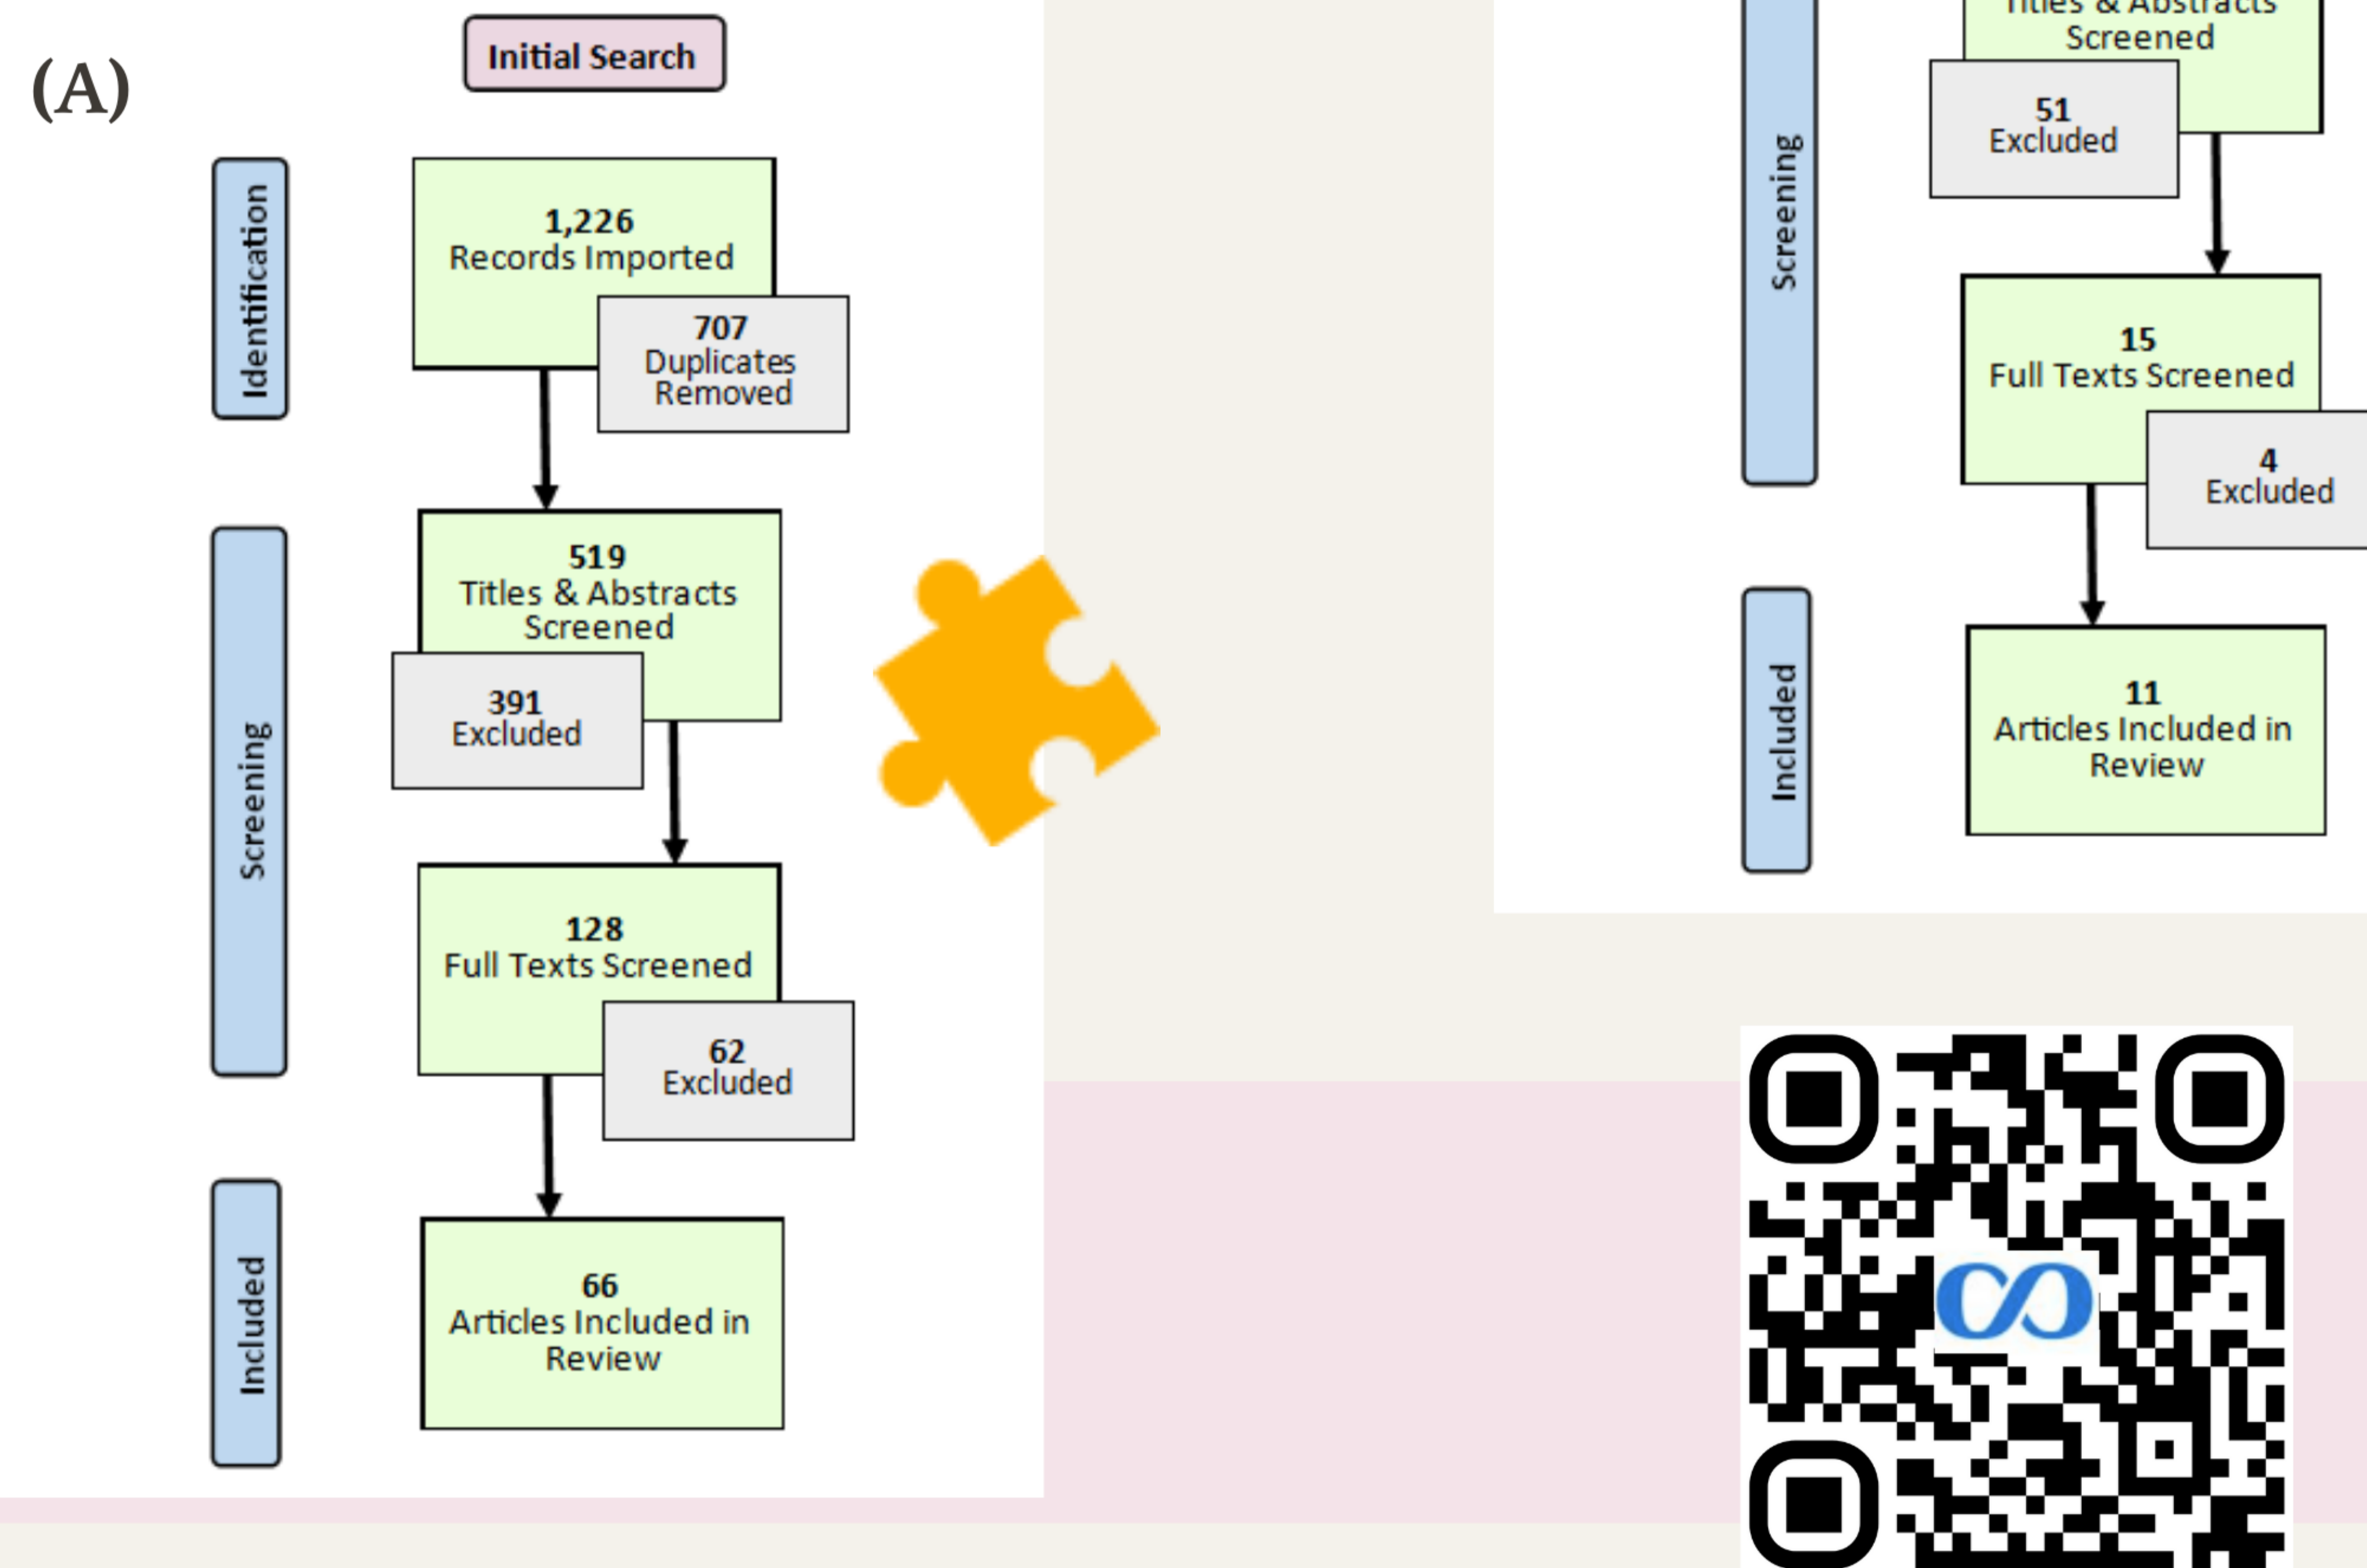 (A)
Initial Search
Identification
1,226
Records Imported
707
Duplicates
Removed
Screening
519
Titles & Abstracts
Screened
391
Excluded
128
Full Texts Screened
62
Excluded
Included
66
Articles Included in
Review
Titles & Abstracts
Screened
51
Excluded
Screening
15
Full Texts Screened
4
Excluded
Included
11
Articles Included in
Review